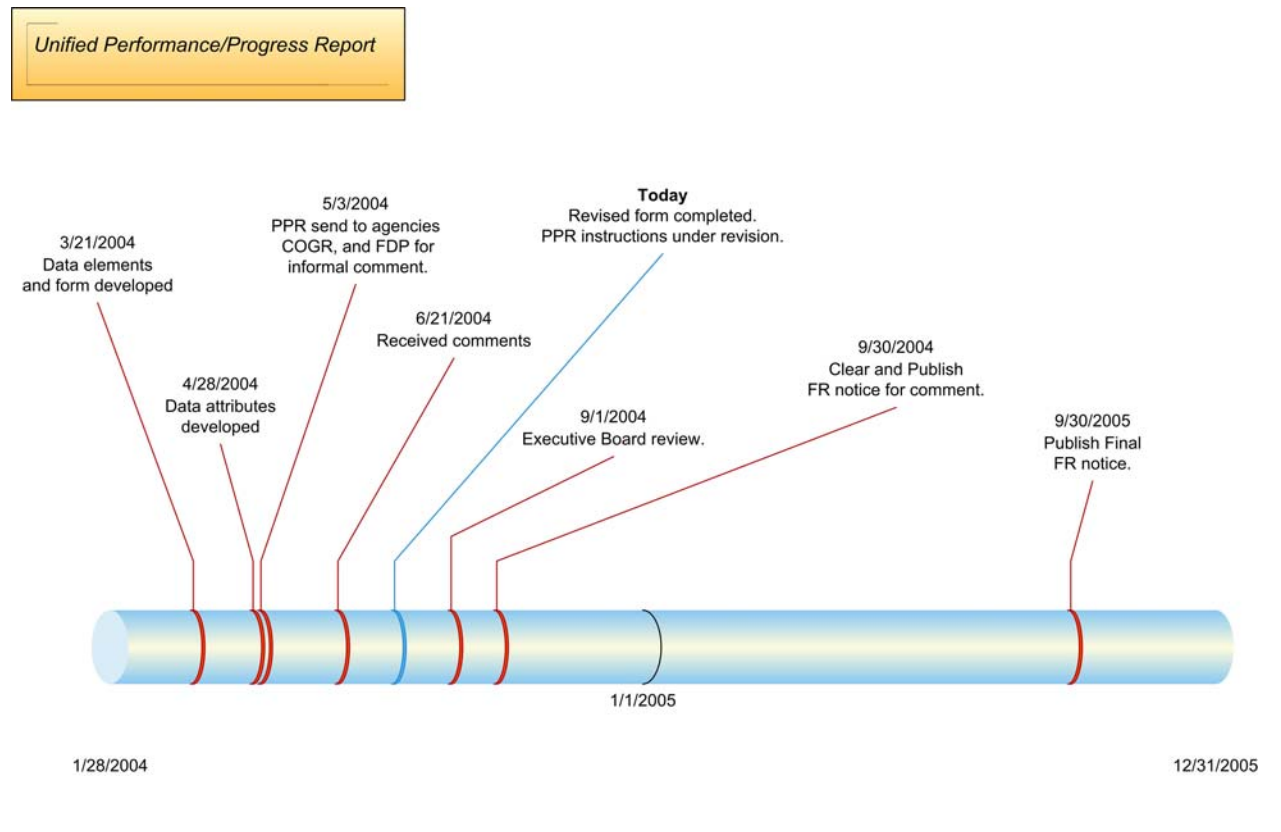 Unified Performance/Progress Report
3/21/2004
Data elements
and form developed
4/28/2004
Data attributes
developed
5/3/2004
PPR send to agencies
COGR, and FDP for
informal comment.
6/21/2004
Received comments
Today
Revised form completed.
PPR instructions under revision.
9/1/2004
Executive Board review.
9/30/2004
Clear and Publish
FR notice for comment.
9/30/2005
Publish Final
FR notice.
1/1/2005
1/28/2004
12/31/2005